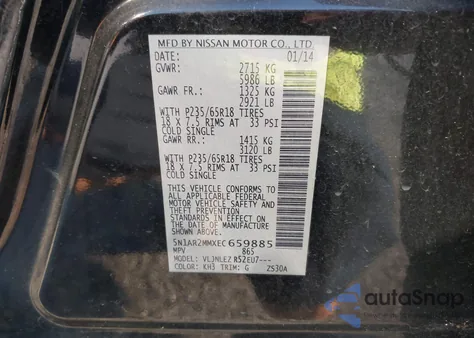 MFD BY NISSAN MOTOR CO., LTD.
DATE: 01/14
GVWR: 2715 KG
5986 LB
GAWR FR.: 1325 KG
2921 LB
WITH P235/65R18 TIRES
18 X 7.5 RIMS AT 33 PSI
COLD SINGLE
GAWR RR.: 1415 KG
3120 LB
WITH P235/65R18 TIRES
18 X 7.5 RIMS AT 33 PSI
COLD SINGLE
THIS VEHICLE CONFORMS TO
ALL APPLICABLE FEDERAL
MOTOR VEHICLE SAFETY
STANDARDS IN EFFECT ON
THE DATE OF MANUFACTURE
SHOWN ABOVE.
5N1AR2MMXEC659885
MPV 865
MODEL: VLJNLEZ R52EU7---
COLOR: KH3 TRIM: G ZS30A
autoSnap